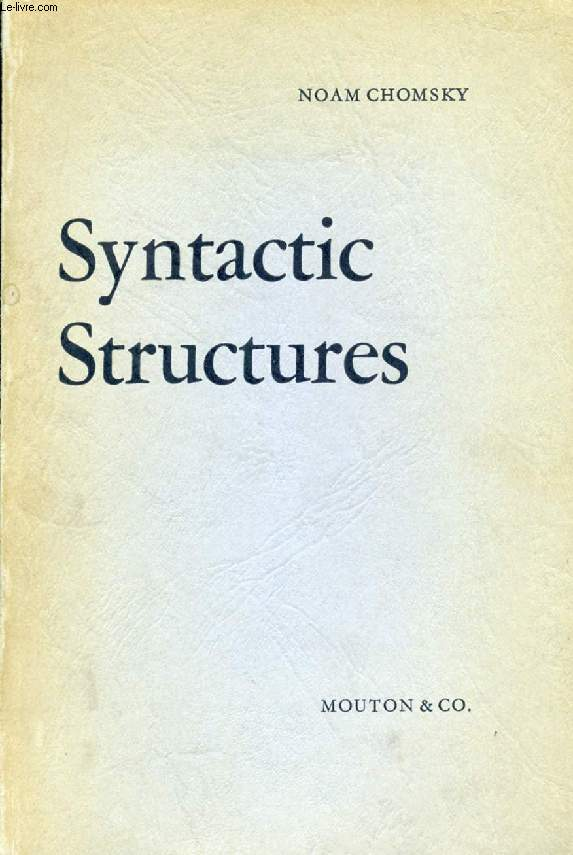 Le-livre.com
NOAM CHOMSKY
Syntactic
Structures
MOUTON & CO.